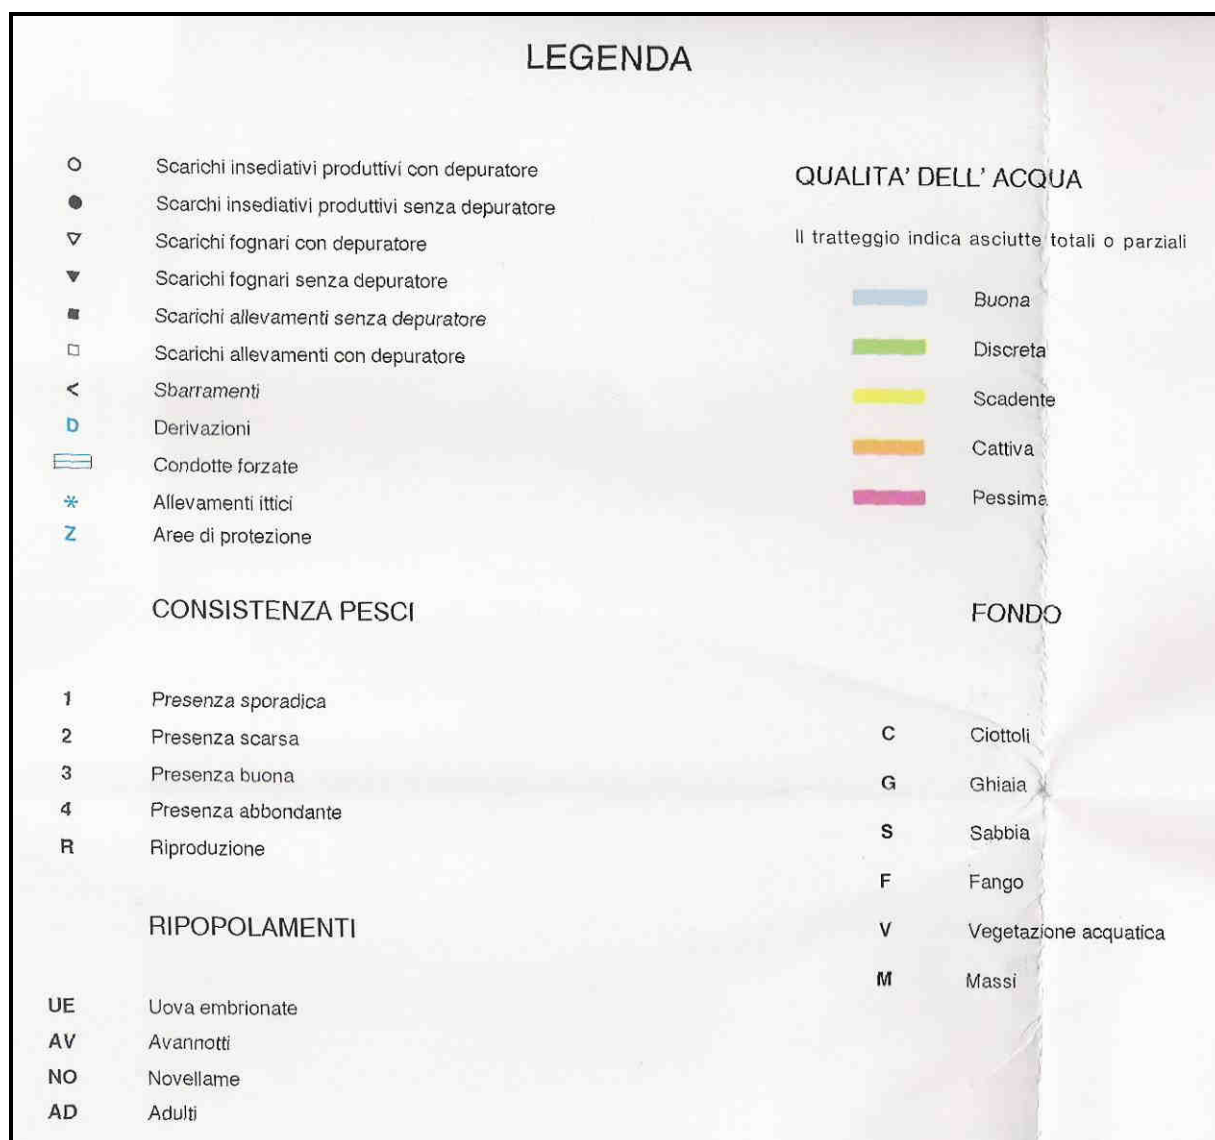 LEGENDA
Scarichi insediativi produttivi con depuratore
Scarchi insediativi produttivi senza depuratore
Scarichi fognari con depuratore
Scarichi fognari senza depuratore
Scarichi allevamenti senza depuratore
Scarichi allevamenti con depuratore
< Sbarramenti
D Derivazioni
Condotte forzate
* Allevamenti ittici
Z Aree di protezione
QUALITA' DELL' ACQUA
Il tratteggio indica asciutte totali o parziali
Buona
Discreta
Scadente
Cattiva
Pessima
CONSISTENZA PESCI
1 Presenza sporadica
2 Presenza scarsa
3 Presenza buona
4 Presenza abbondante
R Riproduzione
FONDO
C Ciottoli
G Ghiaia
S Sabbia
F Fango
V Vegetazione acquatica
M Massi
RIPOPOLAMENTI
UE Uova embrionate
AV Avannotti
NO Novellame
AD Adulti